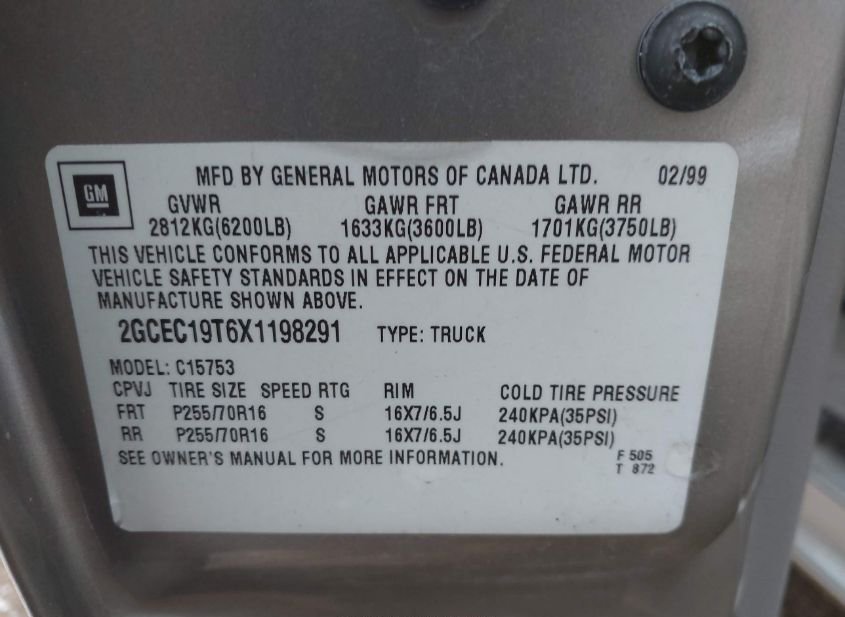 GM
MFD BY GENERAL MOTORS OF CANADA LTD. 02/99
GVWR GAWR FRT GAWR RR
2812KG(6200LB) 1633KG(3600LB) 1701KG(3750LB)
THIS VEHICLE CONFORMS TO ALL APPLICABLE U.S. FEDERAL MOTOR
VEHICLE SAFETY STANDARDS IN EFFECT ON THE DATE OF
MANUFACTURE SHOWN ABOVE.
2GCEC19T6X1198291 TYPE: TRUCK
MODEL: C15753
CPVJ TIRE SIZE SPEED RTG RIM COLD TIRE PRESSURE
FRT P255/70R16 S 16X7/6.5J 240KPA(35PSI)
RR P255/70R16 S 16X7/6.5J 240KPA(35PSI)
SEE OWNER'S MANUAL FOR MORE INFORMATION. F 505
T 872